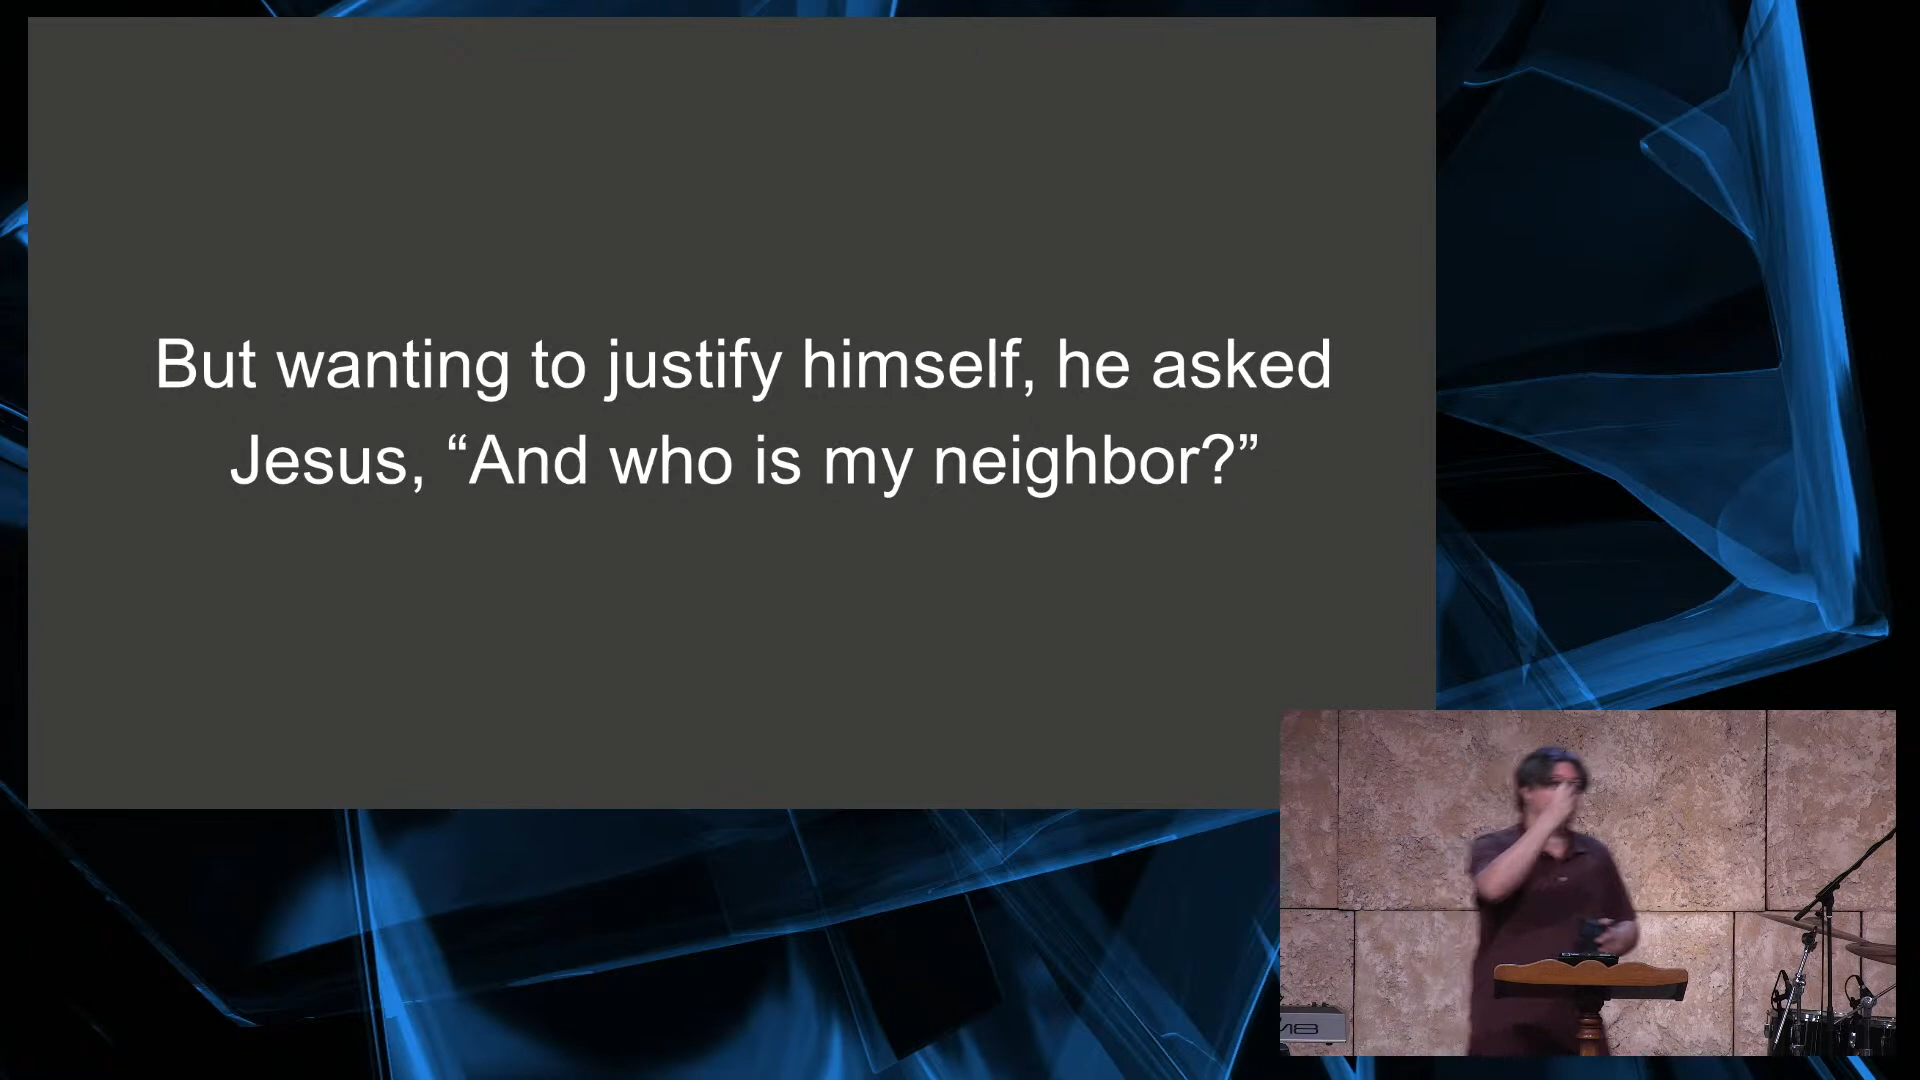 But wanting to justify himself, he asked
Jesus, “And who is my neighbor?”